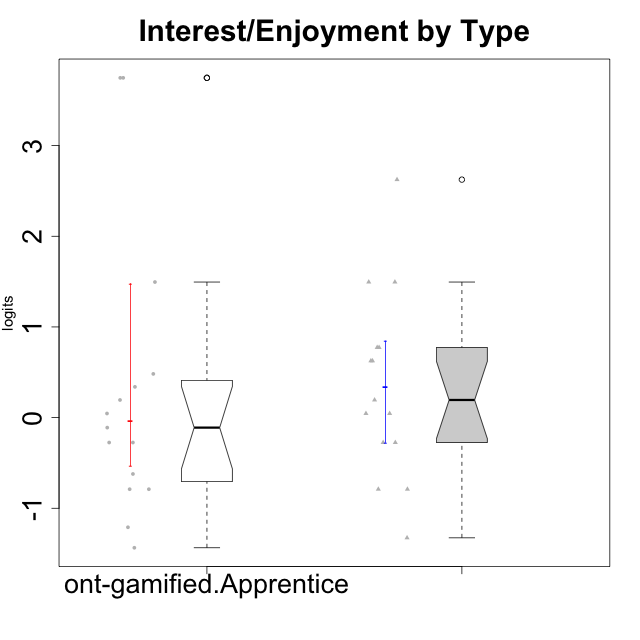 Interest/Enjoyment by Type
3
2
1
0
-1
logits
ont-gamified.Apprentice